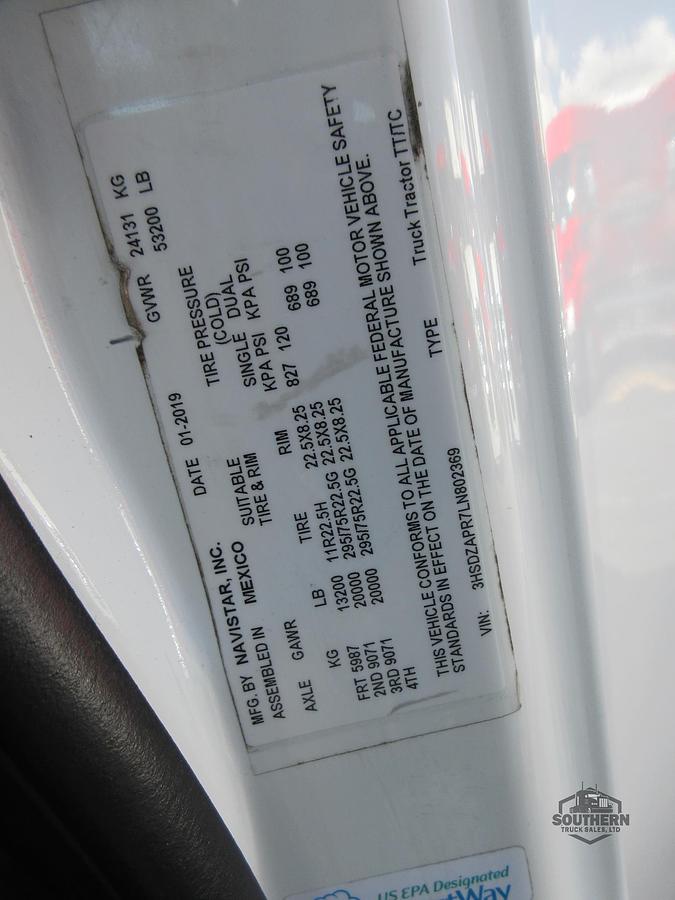 MFG. BY NAVISTAR, INC. DATE 01-2019 GVWR 24131 KG
ASSEMBLED IN MEXICO 53200 LB
SUITABLE TIRE PRESSURE
TIRE & RIM (COLD)
AXLE GAWR SINGLE DUAL
KG LB TIRE RIM KPA PSI KPA PSI
FRT 5987 13200 11R22.5H 22.5X8.25 827 120
2ND 9071 20000 295/75R22.5G 22.5X8.25 689 100
3RD 9071 20000 295/75R22.5G 22.5X8.25 689 100
4TH
THIS VEHICLE CONFORMS TO ALL APPLICABLE FEDERAL MOTOR VEHICLE SAFETY
STANDARDS IN EFFECT ON THE DATE OF MANUFACTURE SHOWN ABOVE.
VIN: 3HSDZAPR7LN802369 TYPE Truck Tractor TT/TC
US EPA Designated
SOUTHERN
TRUCK SALES, LTD